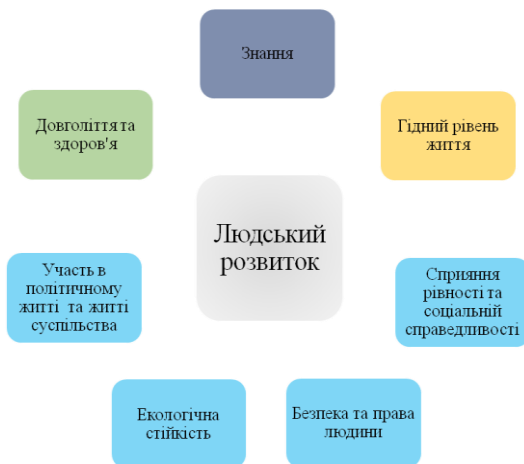 Знання
Довголіття та
здоров'я
Гідний рівень
життя
Людський
розвиток
Участь в
політичному
житті та житті
суспільства
Сприяння
рівності та
соціальній
справедливості
Екологічна
стійкість
Безпека та права
людини